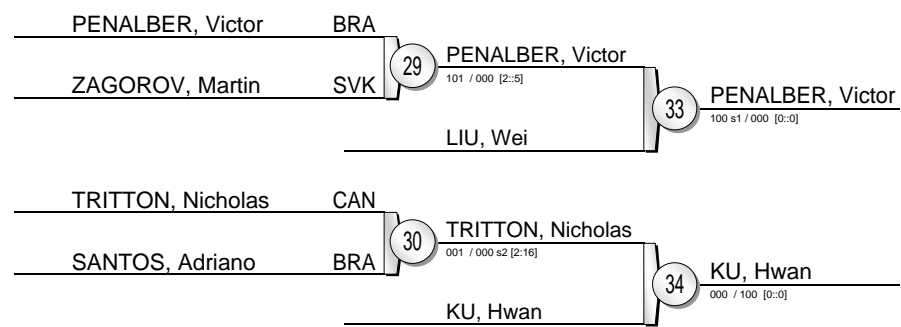 PENALBER, Victor BRA
29
PENALBER, Victor
101 / 000 [2::5]
ZAGOROV, Martin SVK
33
PENALBER, Victor
100 s1 / 000 [0::0]
LIU, Wei
TRITTON, Nicholas CAN
30
TRITTON, Nicholas
001 / 000 s2 [2:16]
SANTOS, Adriano BRA
34
KU, Hwan
000 / 100 [0::0]
KU, Hwan